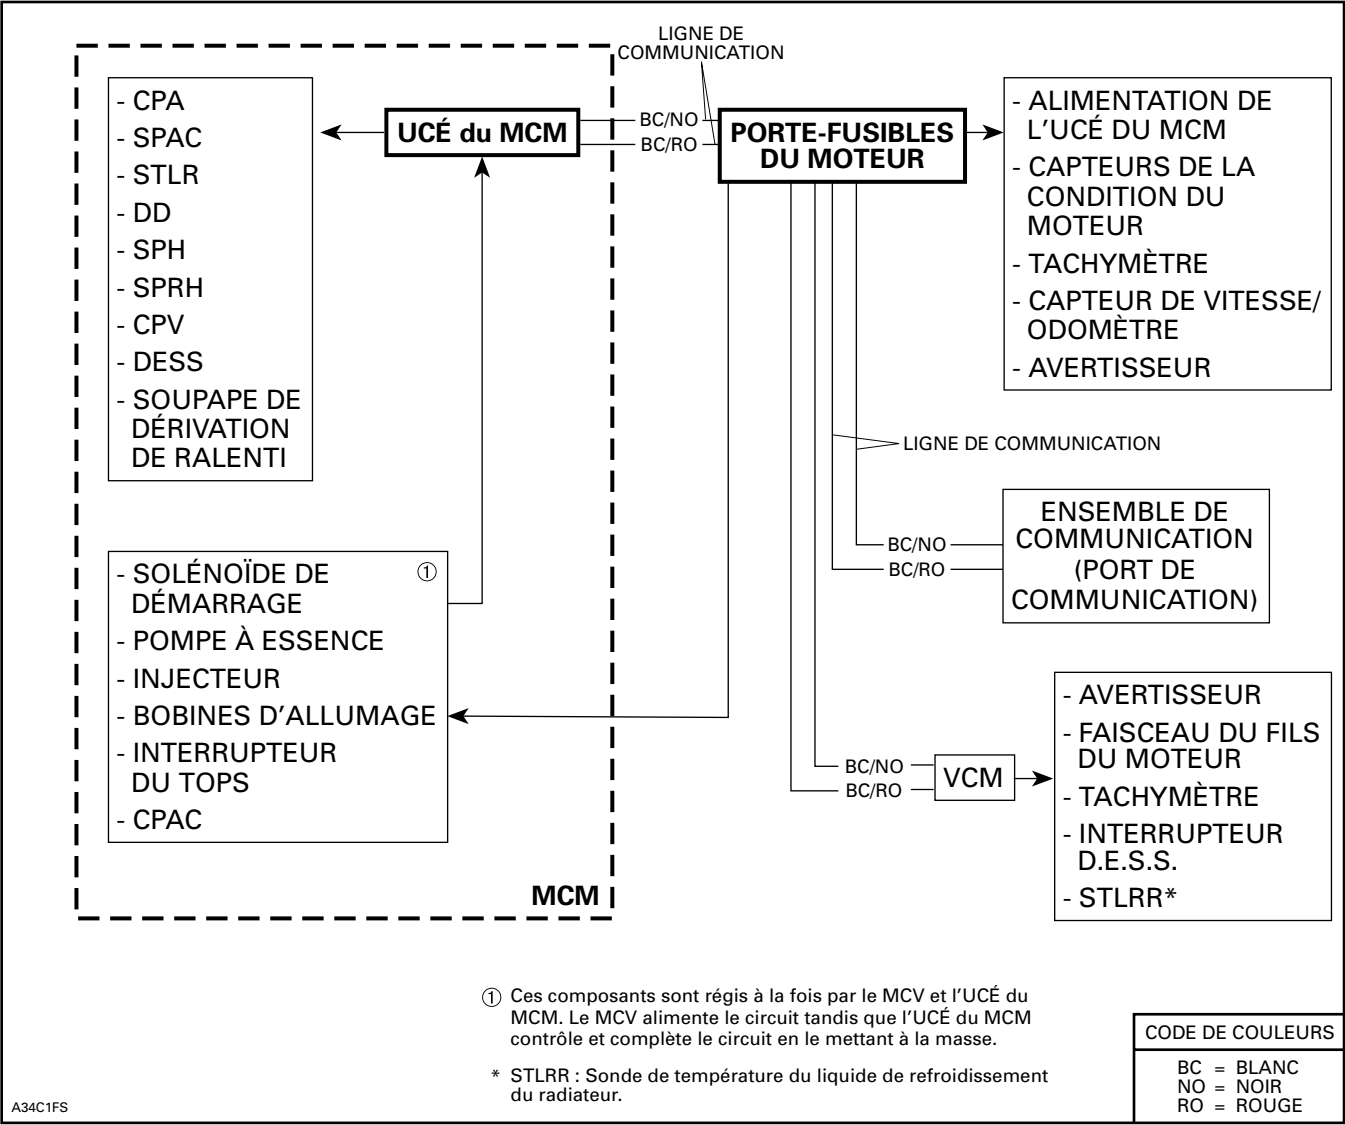 LIGNE DE
COMMUNICATION
- CPA
- SPAC
- STLR
- DD
- SPH
- SPRH
- CPV
- DESS
- SOUPAPE DE
DÉRIVATION
DE RALENTI
UCÉ du MCM
BC/NO
BC/RO
PORTE-FUSIBLES
DU MOTEUR
- ALIMENTATION DE
L'UCÉ DU MCM
- CAPTEURS DE LA
CONDITION DU
MOTEUR
- TACHYMÈTRE
- CAPTEUR DE VITESSE/
ODOMÈTRE
- AVERTISSEUR
LIGNE DE COMMUNICATION
BC/NO
BC/RO
ENSEMBLE DE
COMMUNICATION
(PORT DE
COMMUNICATION)
- SOLÉNOÏDE DE
DÉMARRAGE
①
- POMPE À ESSENCE
- INJECTEUR
- BOBINES D'ALLUMAGE
- INTERRUPTEUR
DU TOPS
- CPAC
MCM
BC/NO
BC/RO
VCM
- AVERTISSEUR
- FAISCEAU DU FILS
DU MOTEUR
- TACHYMÈTRE
- INTERRUPTEUR
D.E.S.S.
- STLRR*
① Ces composants sont régis à la fois par le MCV et l'UCÉ du
MCM. Le MCV alimente le circuit tandis que l'UCÉ du MCM
contrôle et complète le circuit en le mettant à la masse.
* STLRR : Sonde de température du liquide de refroidissement
du radiateur.
CODE DE COULEURS
BC = BLANC
NO = NOIR
RO = ROUGE
A34C1FS